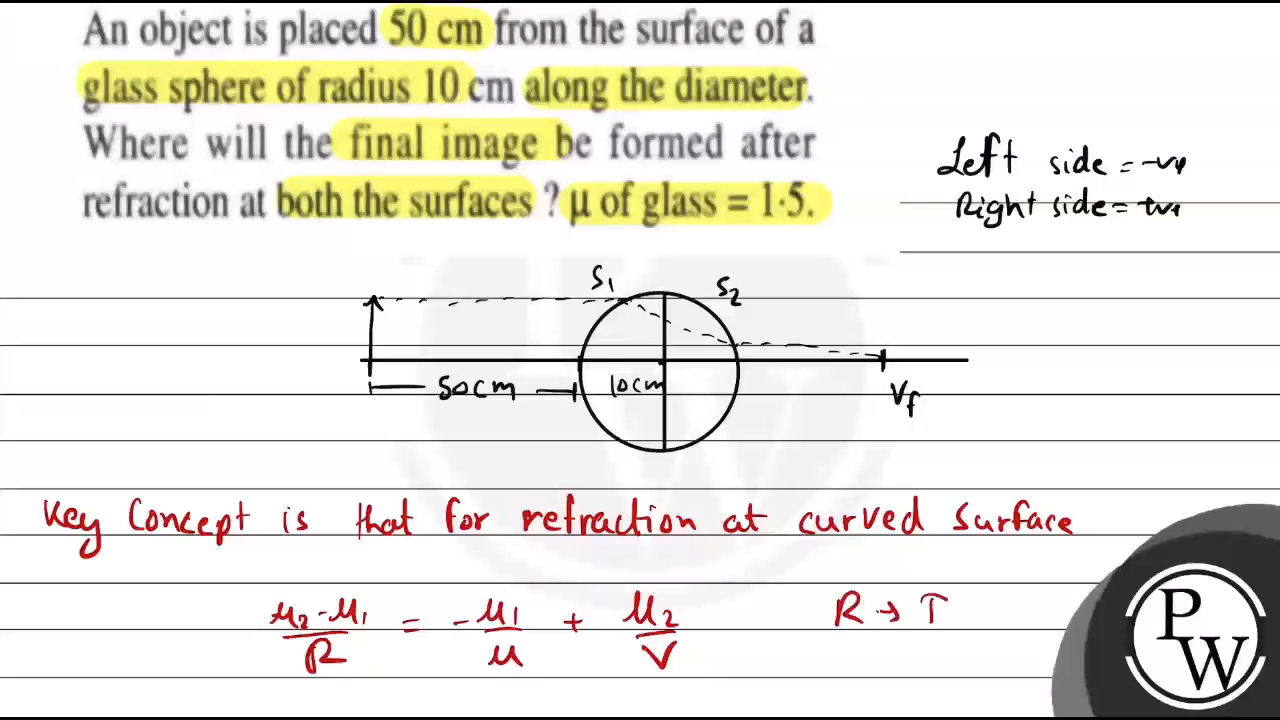 An object is placed 50 cm from the surface of a
glass sphere of radius 10 cm along the diameter.
Where will the final image be formed after
refraction at both the surfaces ? μ of glass = 1·5.
Left side = -ve
Right side = +ve
S1 S2
50cm 10cm
Vf
Key Concept is that for refraction at curved surface
μ2-μ1/R = -μ1/u + μ2/V R→
PW